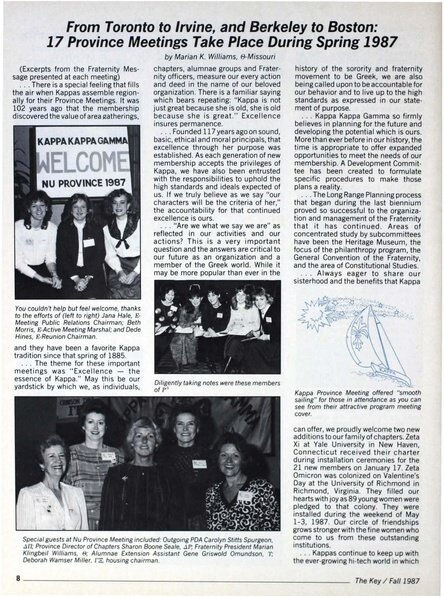 From Toronto to Irvine, and Berkeley to Boston:
17 Province Meetings Take Place During Spring 1987
by Marian K. Williams, Θ-Missouri
(Excerpts from the Fraternity Mes-
sage presented at each meeting)
. . . There is a special feeling that fills
the air when Kappas assemble region-
ally for their Province Meetings. It was
102 years ago that the membership
discovered the value of area gatherings,
KAPPA KAPPA GAMMA
WELCOME
NU PROVINCE 1987
You couldn't help but feel welcome, thanks
to the efforts of (left to right) Jana Hale, Ξ-
Meeting Public Relations Chairman; Beth
Morris, Ξ-Active Meeting Marshal; and Dede
Hines, Ξ-Reunion Chairman.
and they have been a favorite Kappa
tradition since that spring of 1885.
. . . The theme for these important
meetings was "Excellence — the
essence of Kappa." May this be our
yardstick by which we, as individuals,
chapters, alumnae groups and Frater-
nity officers, measure our every action
and deed in the name of our beloved
organization. There is a familiar saying
which bears repeating: "Kappa is not
just great because she is old, she is old
because she is great." Excellence
insures permanence.
. . . Founded 117 years ago on sound,
basic, ethical and moral principals, that
excellence through her purpose was
established. As each generation of new
membership accepts the privileges of
Kappa, we have also been entrusted
with the responsibilities to uphold the
high standards and ideals expected of
us. If we truly believe as we say "our
characters will be the criteria of her,"
the accountability for that continued
excellence is ours.
. . . "Are we what we say we are" as
reflected in our activities and our
actions? This is a very important
question and the answers are critical to
our future as an organization and a
member of the Greek world. While it
may be more popular than ever in the
Diligently taking notes were these members
of
history of the sorority and fraternity
movement to be Greek, we are also
being called upon to be accountable for
our behavior and to live up to the high
standards as expressed in our state-
ment of purpose.
. . . Kappa Kappa Gamma so firmly
believes in planning for the future and
developing the potential which is ours.
More than ever before in our history, the
time is appropriate to offer expanded
opportunities to meet the needs of our
membership. A Development Commit-
tee has been created to formulate
specific procedures to make those
plans a reality.
. . . The Long Range Planning process
that began during the last biennium
proved so successful to the organiza-
tion and management of the Fraternity
that it has continued. Areas of
concentrated study by subcommittees
have been the Heritage Museum, the
focus of the philanthropy program, the
General Convention of the Fraternity,
and the area of Constitutional Studies.
. . . Always eager to share our
sisterhood and the benefits that Kappa
Kappa Province Meeting offered "smooth
sailing" for those in attendance as you can
see from their attractive program meeting
cover.
can offer, we proudly welcome two new
additions to our family of chapters. Zeta
Xi at Yale University in New Haven,
Connecticut received their charter
during installation ceremonies for the
21 new members on January 17. Zeta
Omicron was colonized on Valentine's
Day at the University of Richmond in
Richmond, Virginia. They filled our
hearts with joy as 89 young women were
pledged to that colony. They were
installed during the weekend of May
1-3, 1987. Our circle of friendships
grows stronger with the fine women who
come to us from these outstanding
institutions.
. . . Kappas continue to keep up with
the ever-growing hi-tech world in which
Special guests at Nu Province Meeting included: Outgoing PDA Carolyn Stitts Spurgeon,
ΔΠ; Province Director of Chapters Sharon Boone Seale, ΔΡ; Fraternity President Marian
Klingbeil Williams, Θ; Alumnae Extension Assistant Gene Griswold Omundson,
Deborah Wamser Miller, ΓΞ, housing chairman.
8
The Key / Fall 1987